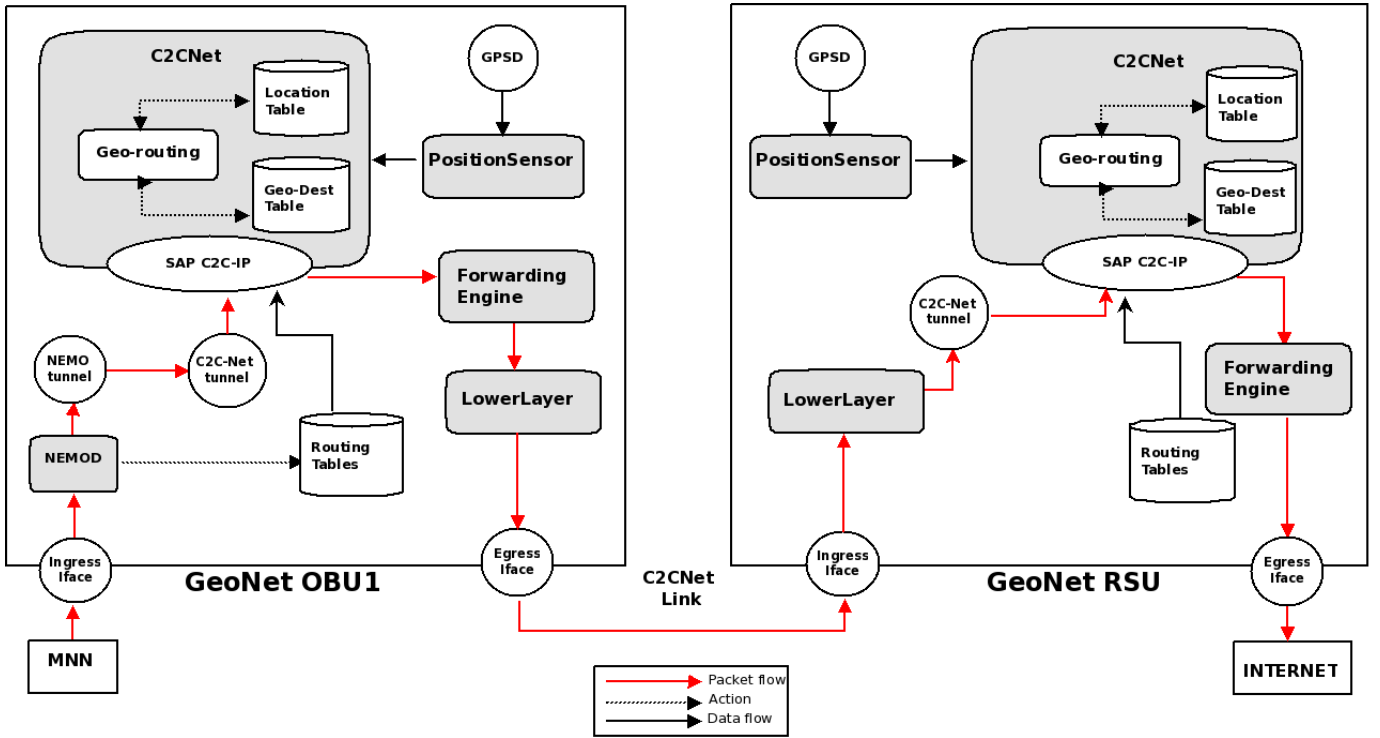 C2CNet
Location
Table
Geo-routing
Geo-Dest
Table
SAP C2C-IP
GPSD
PositionSensor
Forwarding
Engine
LowerLayer
NEMO
tunnel
C2C-Net
tunnel
NEMOD
Routing
Tables
Ingress
Iface
Egress
Iface
GeoNet OBU1
MNN
C2CNet
Link
GPSD
PositionSensor
C2CNet
Location
Table
Geo-routing
Geo-Dest
Table
SAP C2C-IP
C2C-Net
tunnel
LowerLayer
Forwarding
Engine
Routing
Tables
Ingress
Iface
Egress
Iface
GeoNet RSU
INTERNET
Packet flow
Action
Data flow